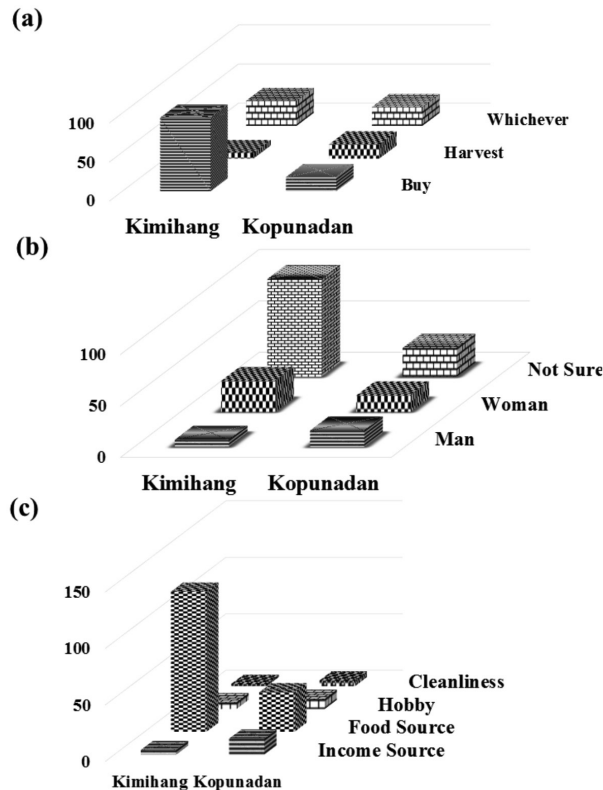 (a)
100
50
0
Whichever
Harvest
Buy
Kimihang Kopunadan
(b)
100
50
0
Not Sure
Woman
Man
Kimihang Kopunadan
(c)
150
100
50
0
Cleanliness
Hobby
Food Source
Income Source
Kimihang Kopunadan